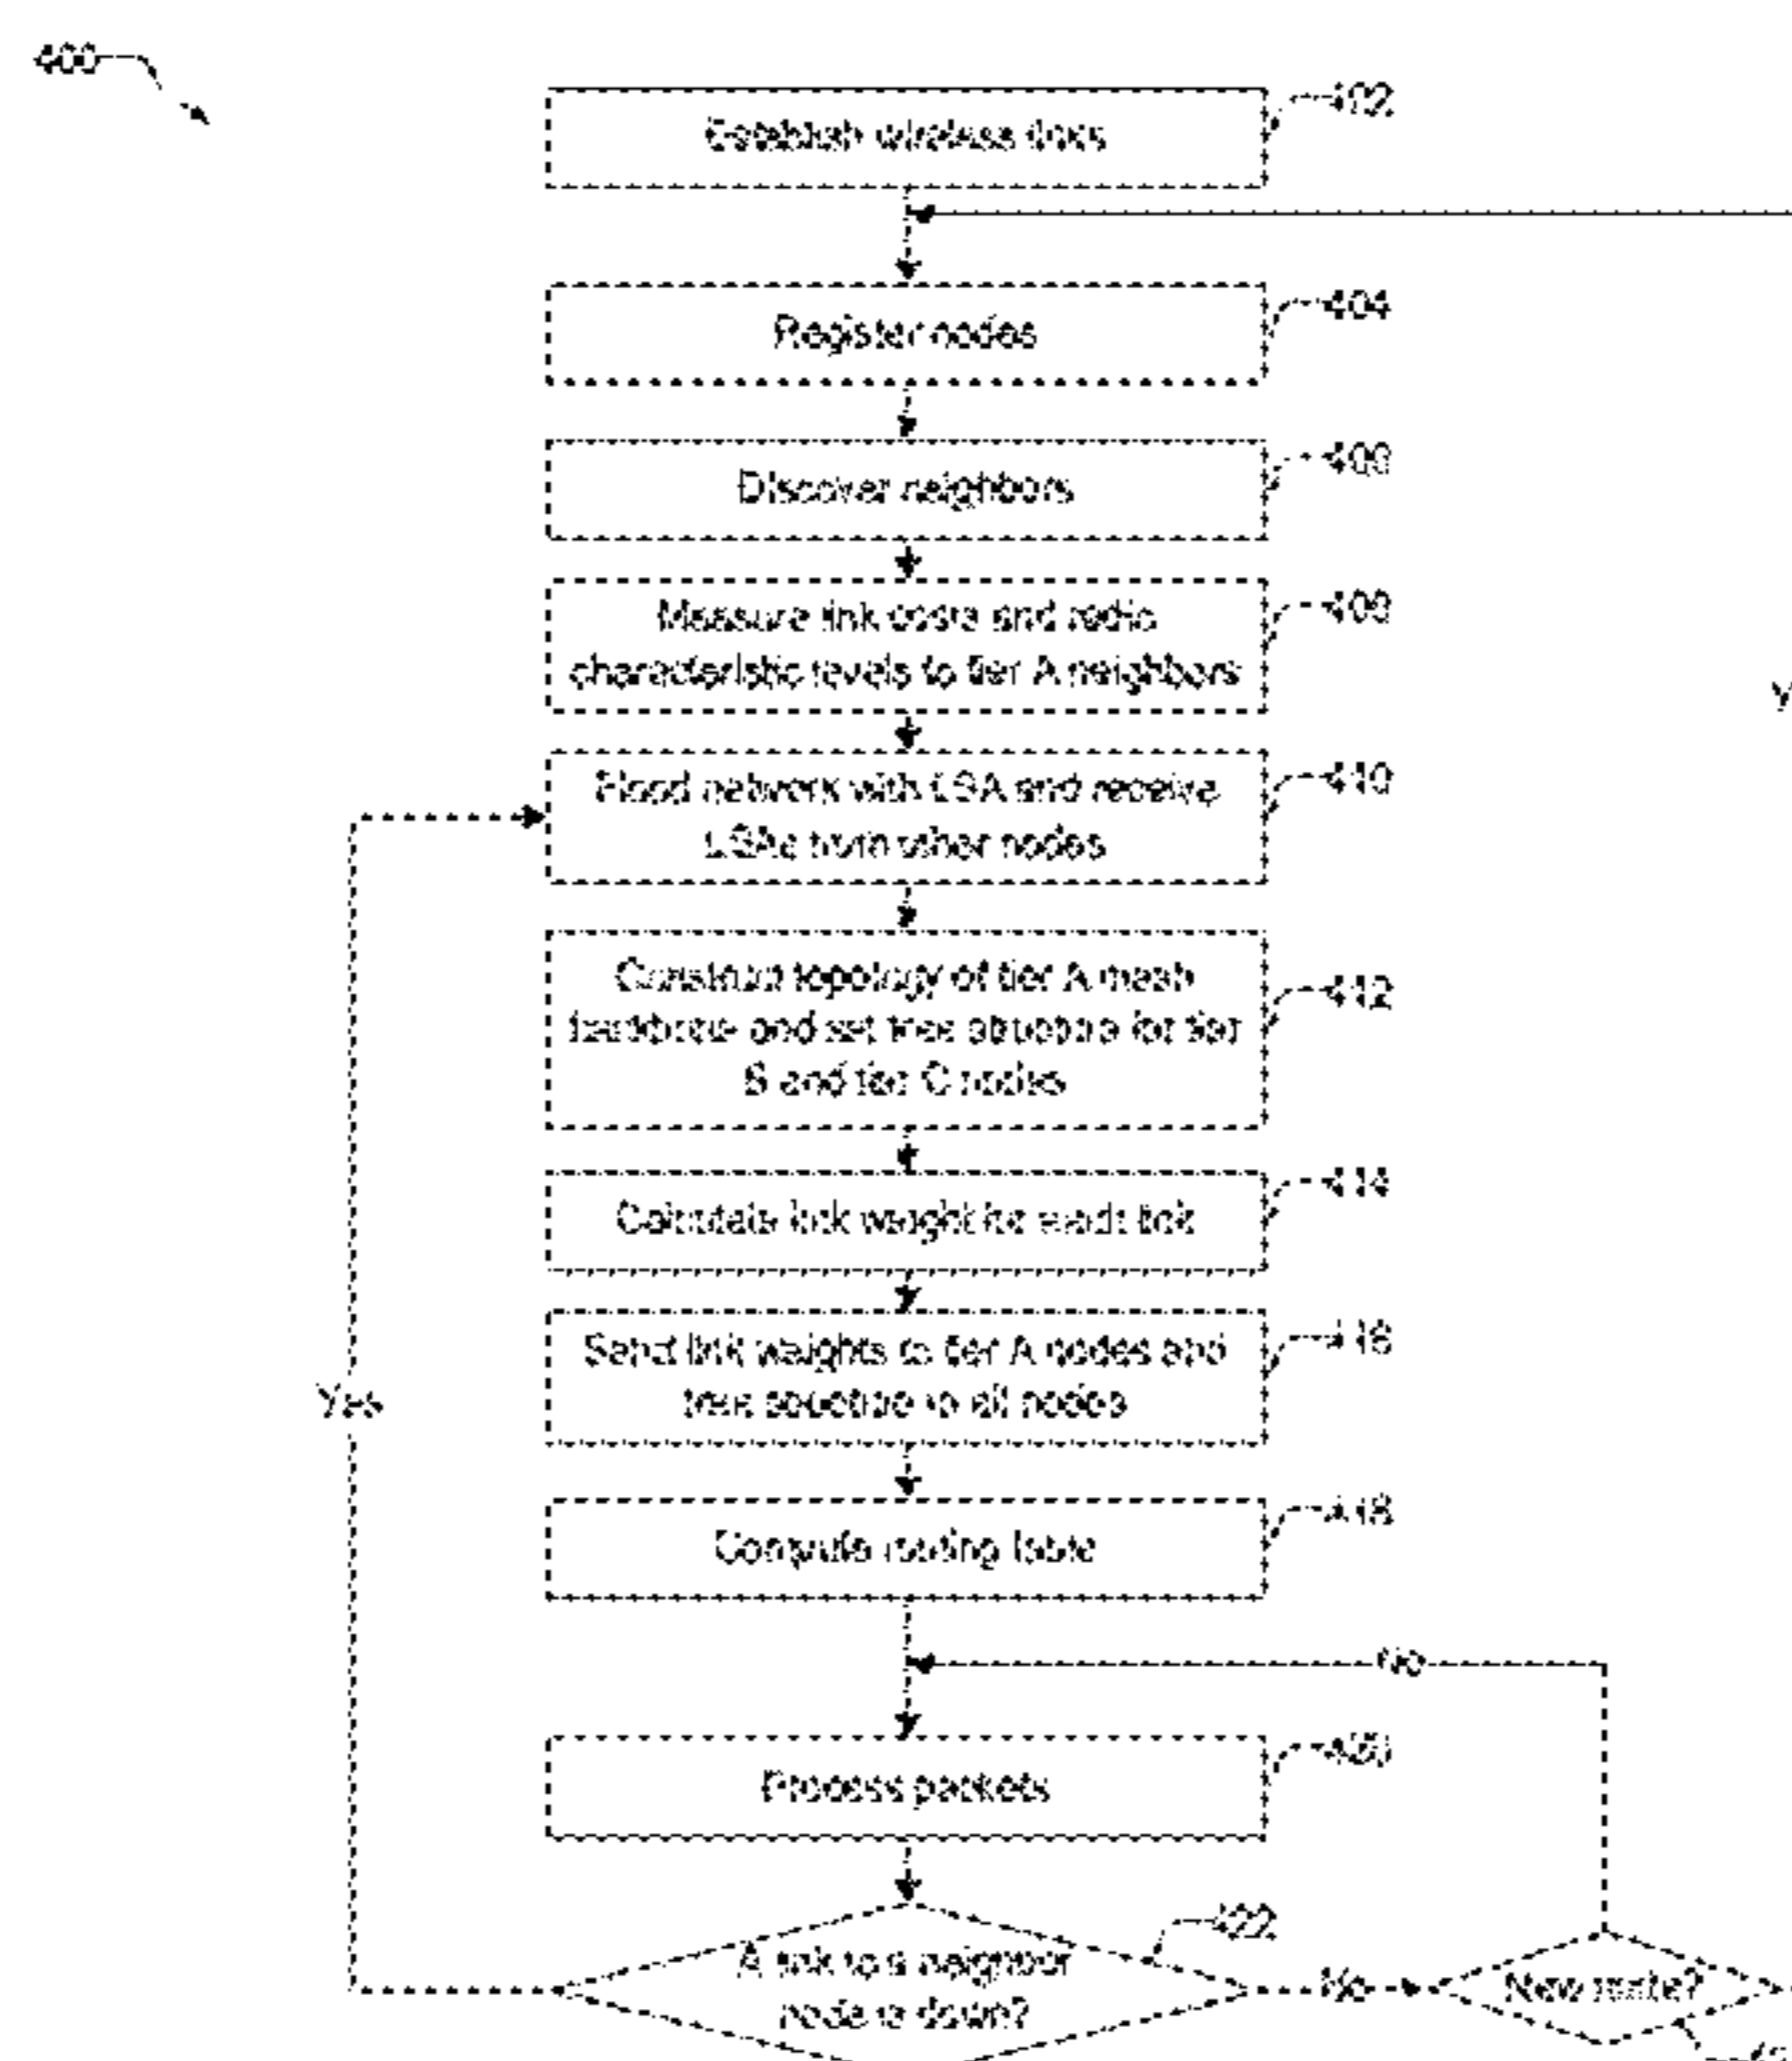 400
Establish wireless links
402
Register nodes
404
Discover neighbors
406
Measure link costs and radio
characteristic levels to tier A neighbors
408
Flood network with LSA and receive
LSAs from other nodes
410
Construct topology of tier A mesh
backbone and set tree structure for tier
B and tier C nodes
412
Calculate link weight for each link
414
Send link weights to tier A nodes and
tree structure to all nodes
416
Yes
Compute routing table
418
No
Process packets
420
A link to a neighbor
node is down?
422
No